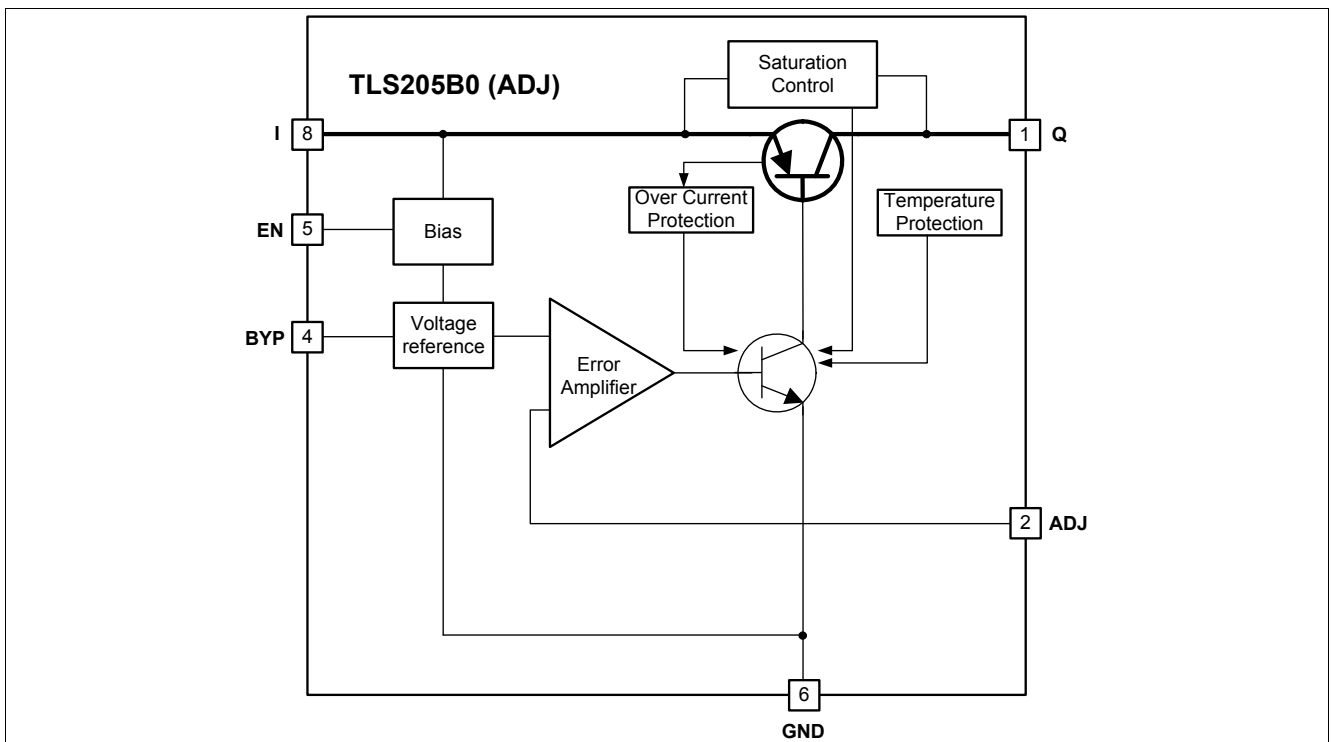 TLS205B0 (ADJ)
Saturation
Control
I
8
1
Q
Over Current
Protection
Temperature
Protection
EN
5
Bias
BYP
4
Voltage
reference
Error
Amplifier
2
ADJ
6
GND